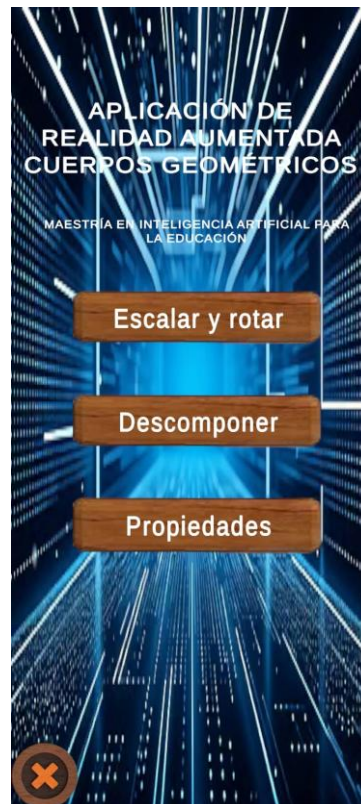 APLICACIÓN DE
REALIDAD AUMENTADA
CUERPOS GEOMÉTRICOS
MAESTRÍA EN INTELIGENCIA ARTIFICIAL PARA
LA EDUCACIÓN
Escalar y rotar
Descomponer
Propiedades